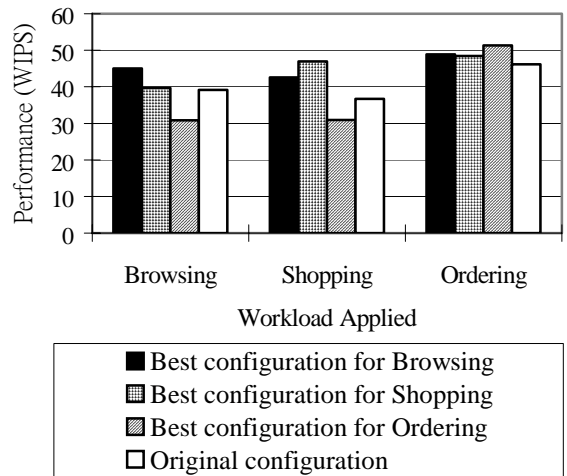 Performance (WIPS)
60
50
40
30
20
10
0
Browsing Shopping Ordering
Workload Applied
Best configuration for Browsing
Best configuration for Shopping
Best configuration for Ordering
Original configuration